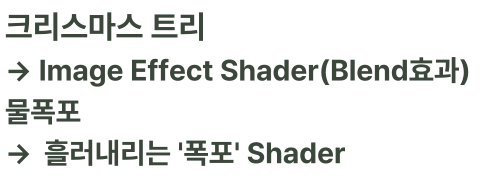 크리스마스 트리
→ Image Effect Shader(Blend효과)
물폭포
→ 흘러내리는 '폭포' Shader